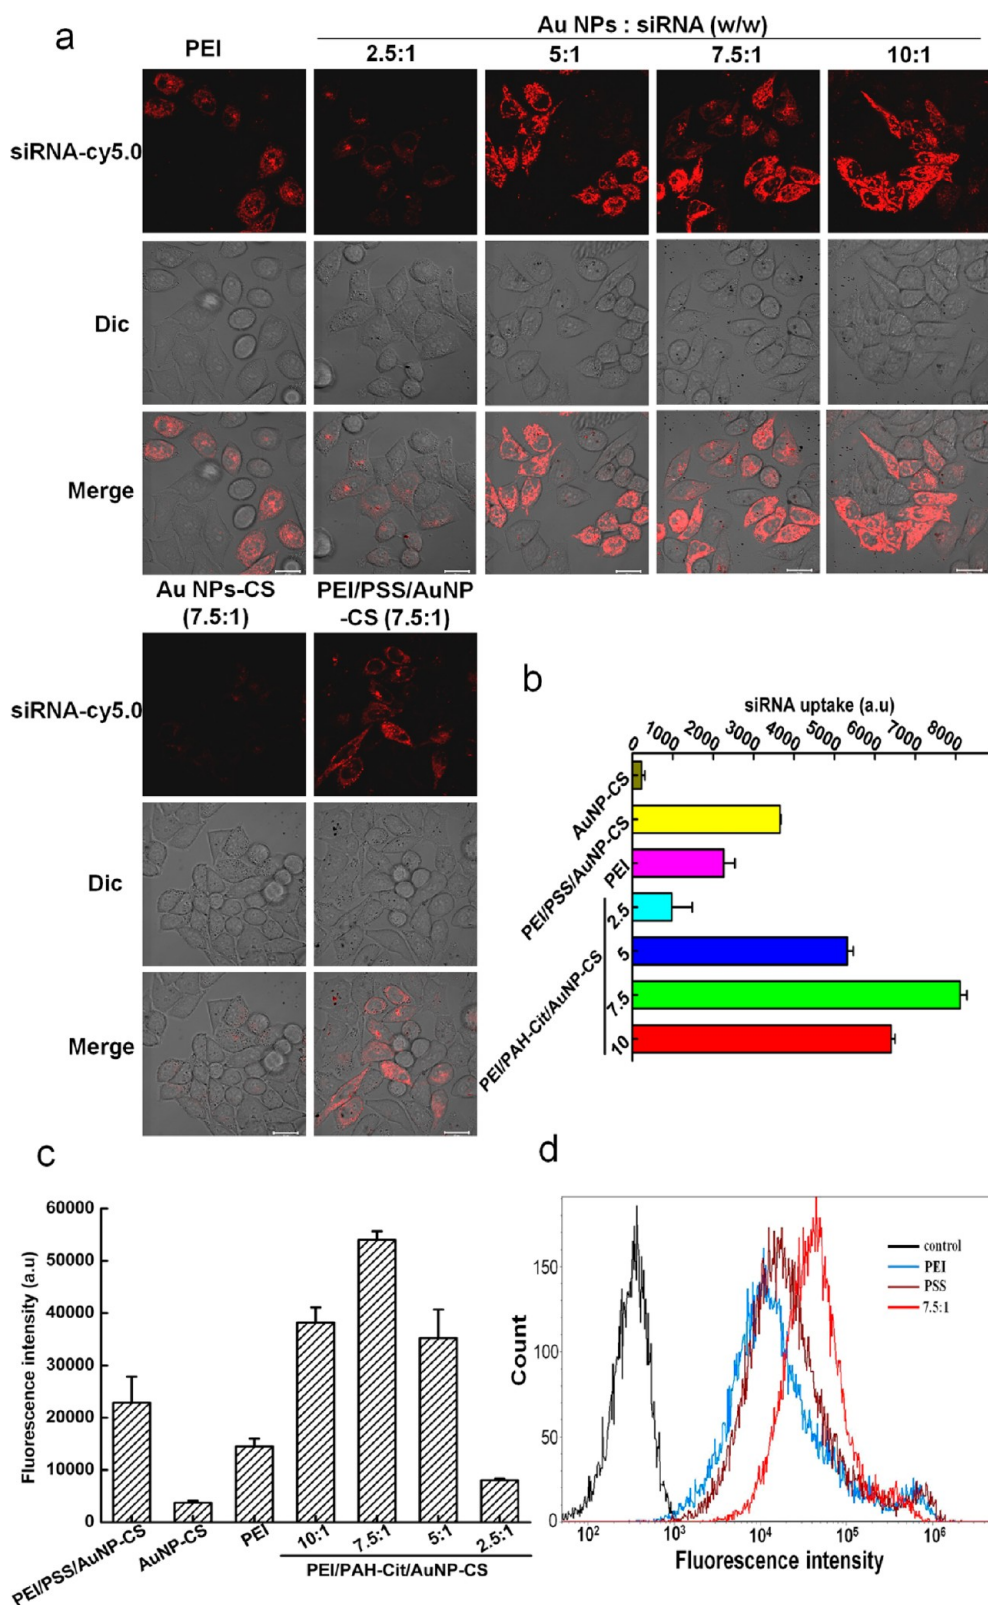 a
Au NPs : siRNA (w/w)
PEI 2.5:1 5:1 7.5:1 10:1
siRNA-cy5.0
Dic
Merge
Au NPs-CS PEI/PSS/AuNP
(7.5:1) -CS (7.5:1)
siRNA-cy5.0
Dic
Merge
b
siRNA uptake (a.u)
0 1000 2000 3000 4000 5000 6000 7000 8000
AuNP-CS
PEI/PSS/AuNP-CS
PEI
2.5
5
7.5
10
PEI/PAH-Cit/AuNP-CS
c
Fluorescence intensity (a.u)
60000
50000
40000
30000
20000
10000
0
PEI/PSS/AuNP-CS AuNP-CS PEI 10:1 7.5:1 5:1 2.5:1
PEI/PAH-Cit/AuNP-CS
d
Count
150
100
50
0
control
PEI
PSS
7.5:1
10² 10³ 10⁴ 10⁵ 10⁶
Fluorescence intensity